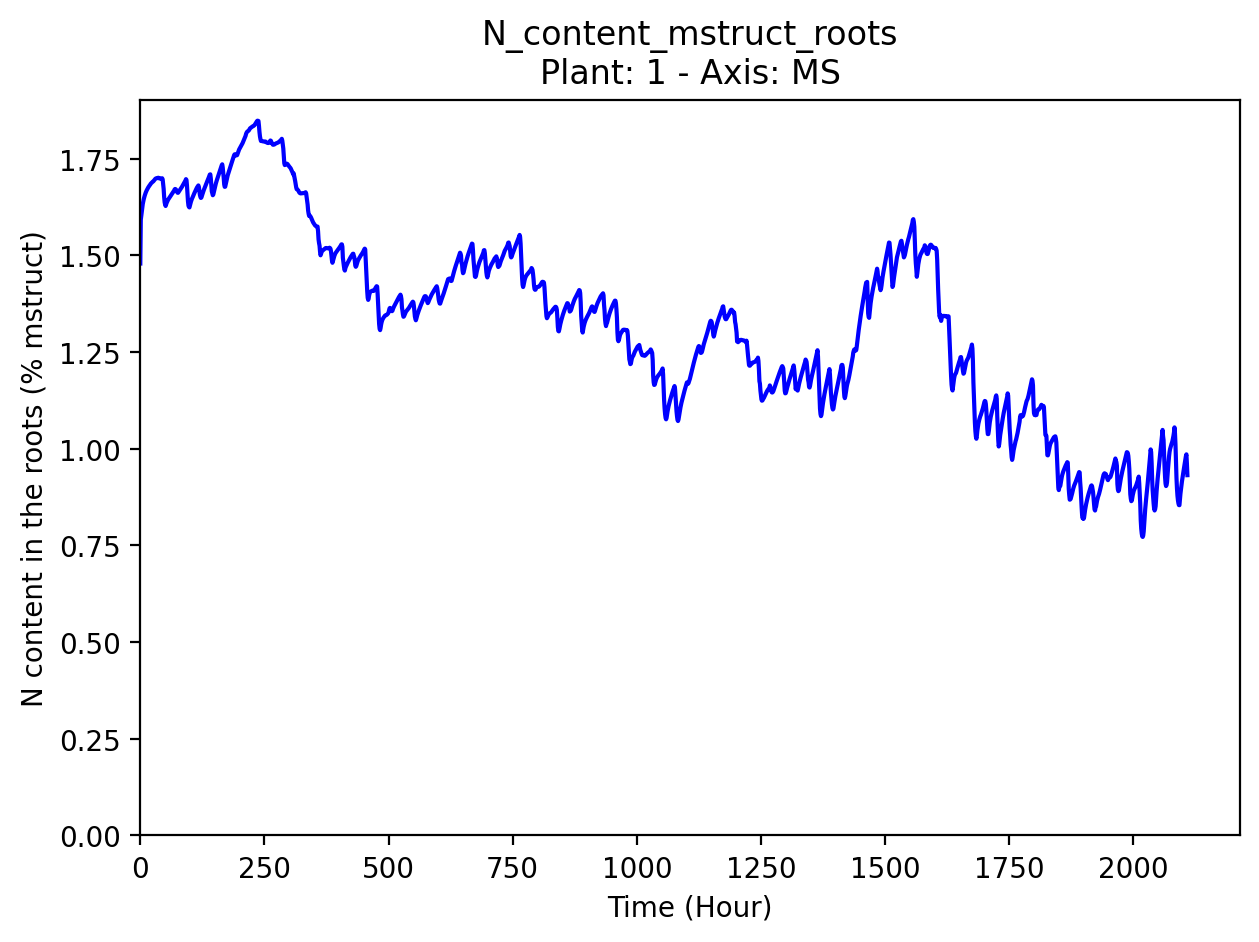 N_content_mstruct_roots
Plant: 1 - Axis: MS
N content in the roots (% mstruct)
1.75
1.50
1.25
1.00
0.75
0.50
0.25
0.00
0 250 500 750 1000 1250 1500 1750 2000
Time (Hour)